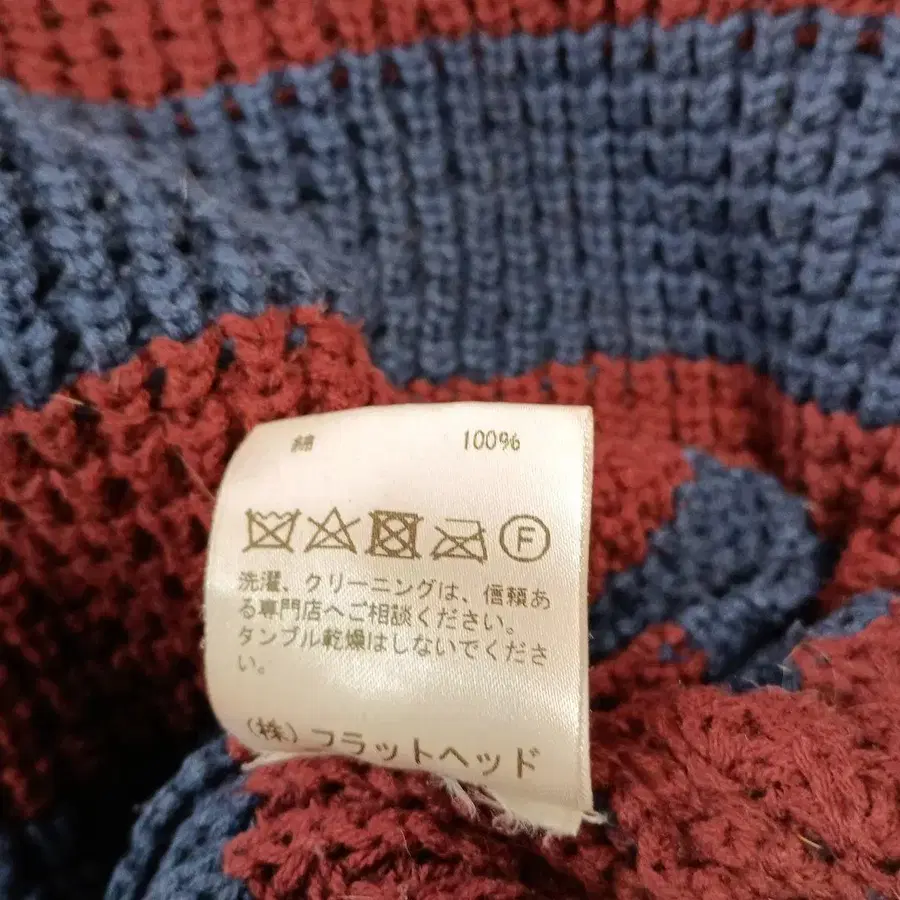 綿 100%
F
洗濯、クリーニングは、信頼あ
る専門店へご相談ください。
タンブル乾燥はしないでくださ
い。
(株)フラットヘッド